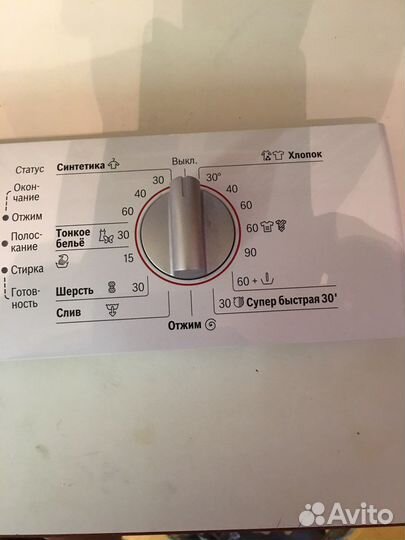 Статус
Синтетика
Выкл.
Хлопок
Окон-
чание
30
30°
40
40
Отжим
60
60
Тонкое
бельё
30
60
Полос-
кание
15
90
Стирка
60 +
Готов-
ность
Шерсть
30
30
Супер быстрая 30'
Слив
Отжим
Avito